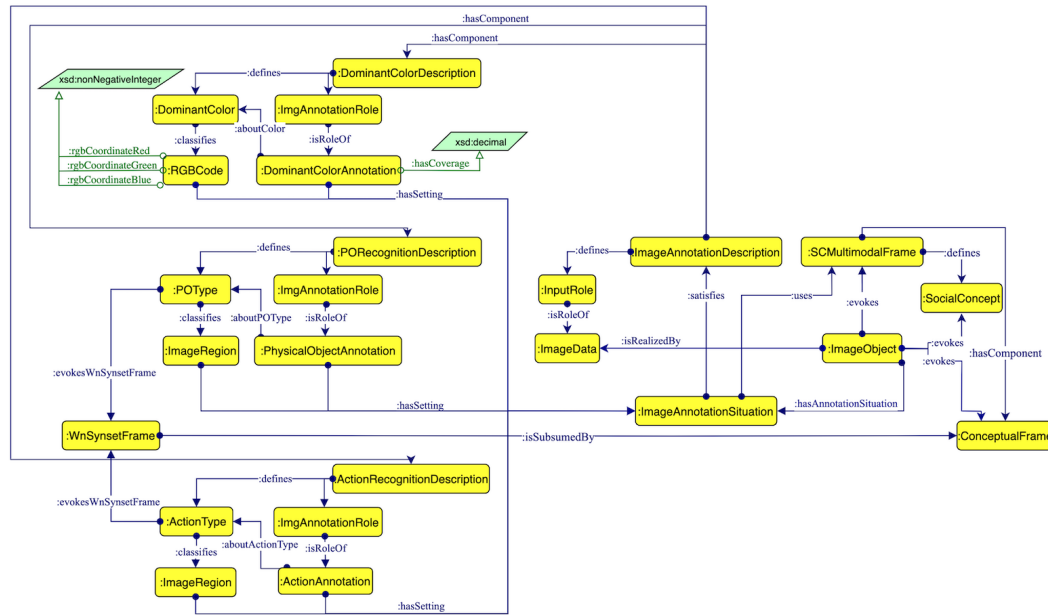 :hasComponent
:hasComponent
:DominantColorDescription
xsd:nonNegativeInteger
:defines
:DominantColor
:ImgAnnotationRole
:aboutColor
:classifies
:isRoleOf
xsd:decimal
:rgbCoordinateRed
:rgbCoordinateGreen
:rgbCoordinateBlue
:RGBCode
:DominantColorAnnotation
:hasCoverage
:hasSetting
:PORecognitionDescription
:defines
:POType
:ImgAnnotationRole
:aboutPOType
:classifies
:isRoleOf
:ImageRegion
:PhysicalObjectAnnotation
:evokesWnSynsetFrame
:hasSetting
:ImageAnnotationDescription
:defines
:InputRole
:isRoleOf
:ImageData
:satisfies
:uses
:SCMultimodalFrame
:defines
:SocialConcept
:evokes
:isRealizedBy
:ImageObject
:evokes
:evokes
:hasComponent
:ImageAnnotationSituation
:hasAnnotationSituation
:WnSynsetFrame
:isSubsumedBy
:ConceptualFrame
:ActionRecognitionDescription
:defines
:evokesWnSynsetFrame
:ActionType
:ImgAnnotationRole
:aboutActionType
:classifies
:isRoleOf
:ImageRegion
:ActionAnnotation
:hasSetting